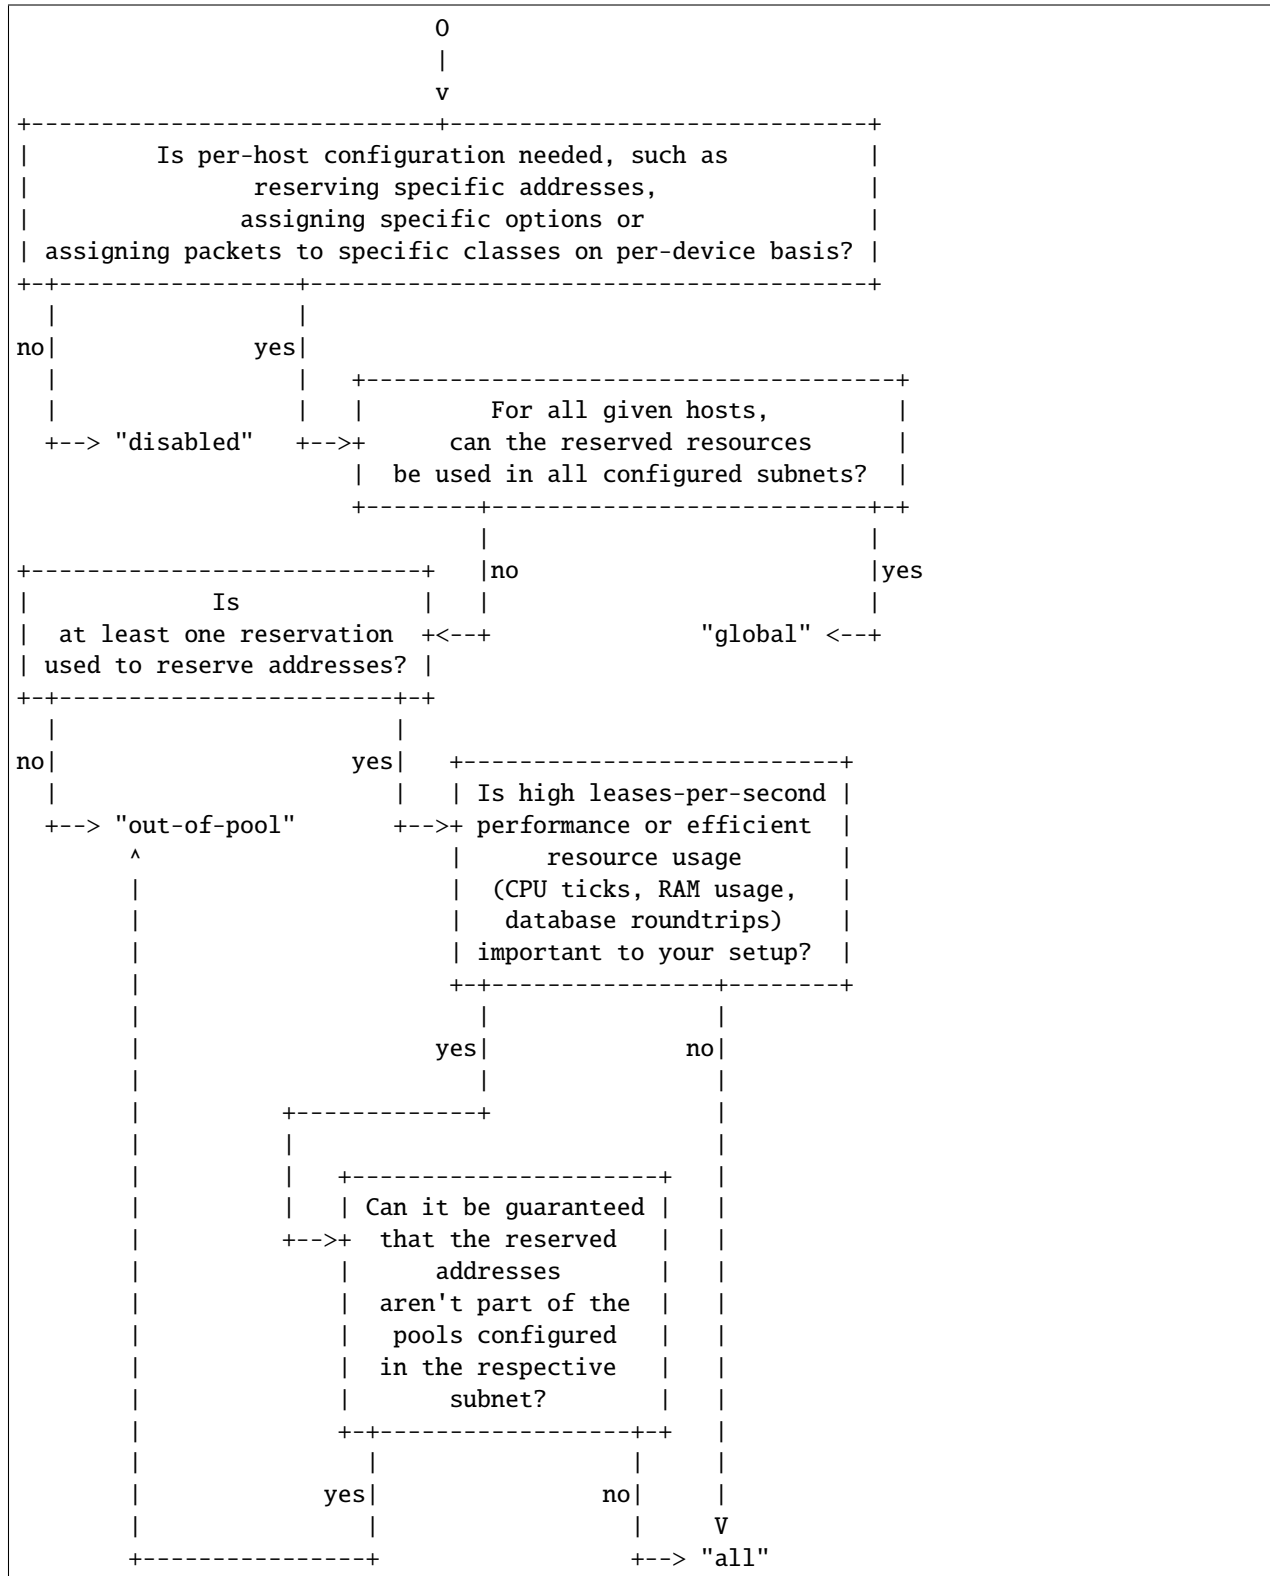 O
|
v
+-----------------------------+------------------------------+
|         Is per-host configuration needed, such as          |
|                reserving specific addresses,               |
|               assigning specific options or                |
| assigning packets to specific classes on per-device basis? |
+-+-----------------+----------------------------------------+
  |                 |
no|              yes|
  |                 |   +--------------------------------------+
  |                 |   |         For all given hosts,         |
  +--> "disabled"   +-->+      can the reserved resources      |
                        |  be used in all configured subnets?  |
                        +--------+---------------------------+-+
                                 |                           |
+----------------------------+   |no                         |yes
|             Is             |   |                           |
|  at least one reservation  +<--+               "global" <--+
| used to reserve addresses? |
+-+------------------------+-+
  |                        |
no|                     yes|   +---------------------------+
  |                        |   | Is high leases-per-second |
  +--> "out-of-pool"       +-->+ performance or efficient  |
        ^                      |      resource usage       |
        |                      |  (CPU ticks, RAM usage,   |
        |                      |   database roundtrips)    |
        |                      | important to your setup?  |
        |                      +-+----------------+--------+
        |                        |                |
        |                     yes|              no|
        |                        |                |
        |          +-------------+                |
        |          |                              |
        |          |   +----------------------+   |
        |          |   | Can it be guaranteed |   |
        |          +-->+  that the reserved   |   |
        |              |      addresses       |   |
        |              |  aren't part of the  |   |
        |              |   pools configured   |   |
        |              |  in the respective   |   |
        |              |       subnet?        |   |
        |              +-+------------------+-+   |
        |                |                  |     |
        |             yes|                no|     |
        |                |                  |     V
        +----------------+                  +--> "all"